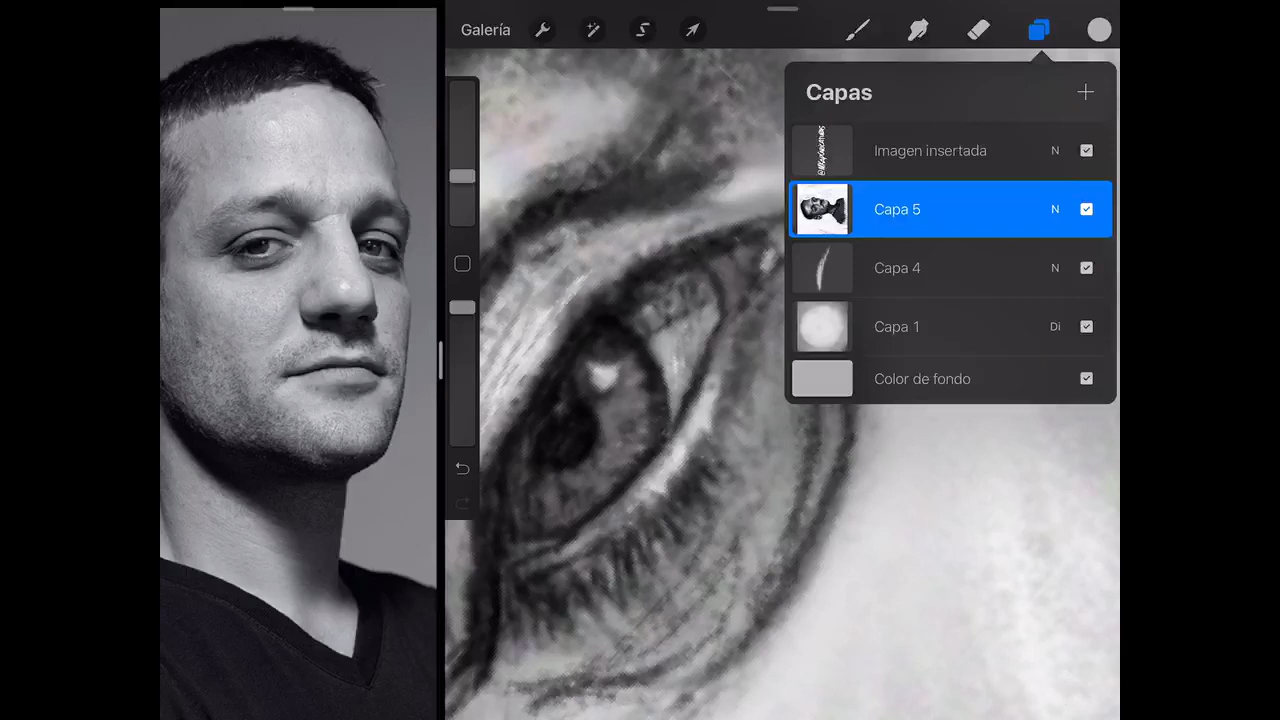 Galería
Capas
Imagen insertada N
Capa 5 N
Capa 4 N
Capa 1 Di
Color de fondo